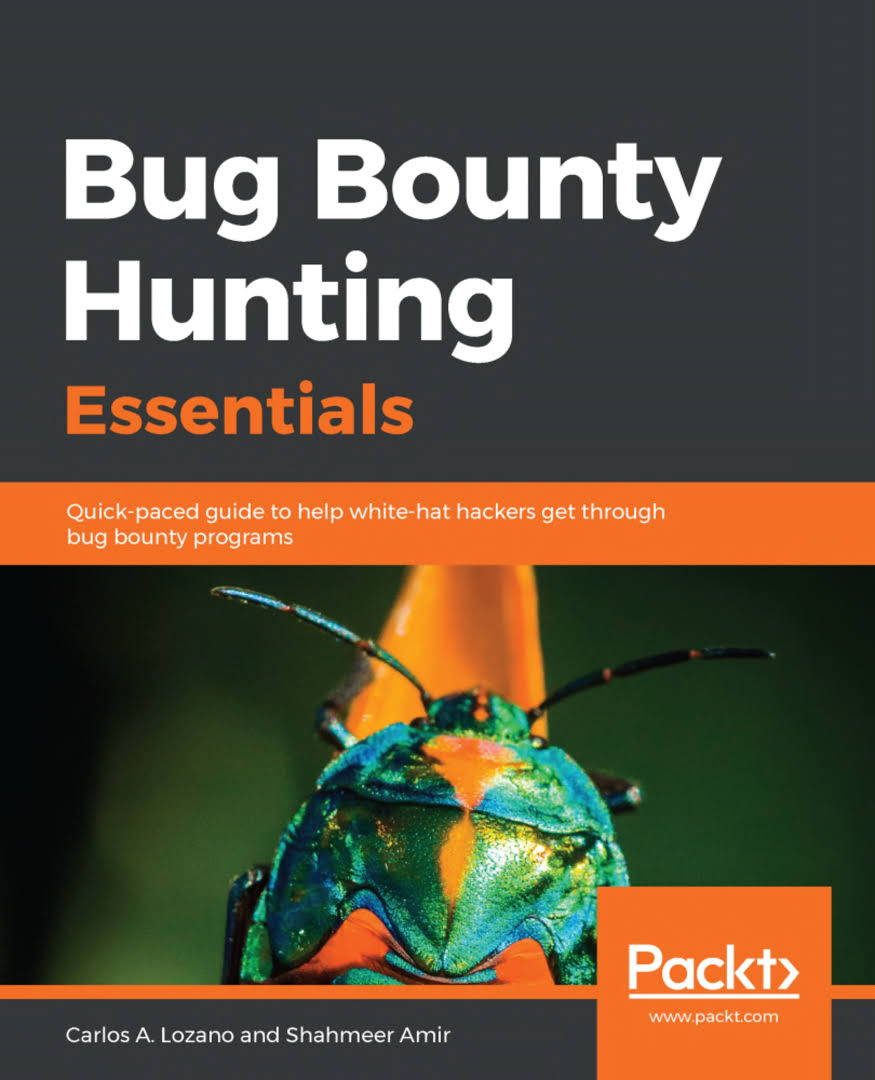 Bug Bounty
Hunting
Essentials
Quick-paced guide to help white-hat hackers get through
bug bounty programs
Packt>
www.packt.com
Carlos A. Lozano and Shahmeer Amir